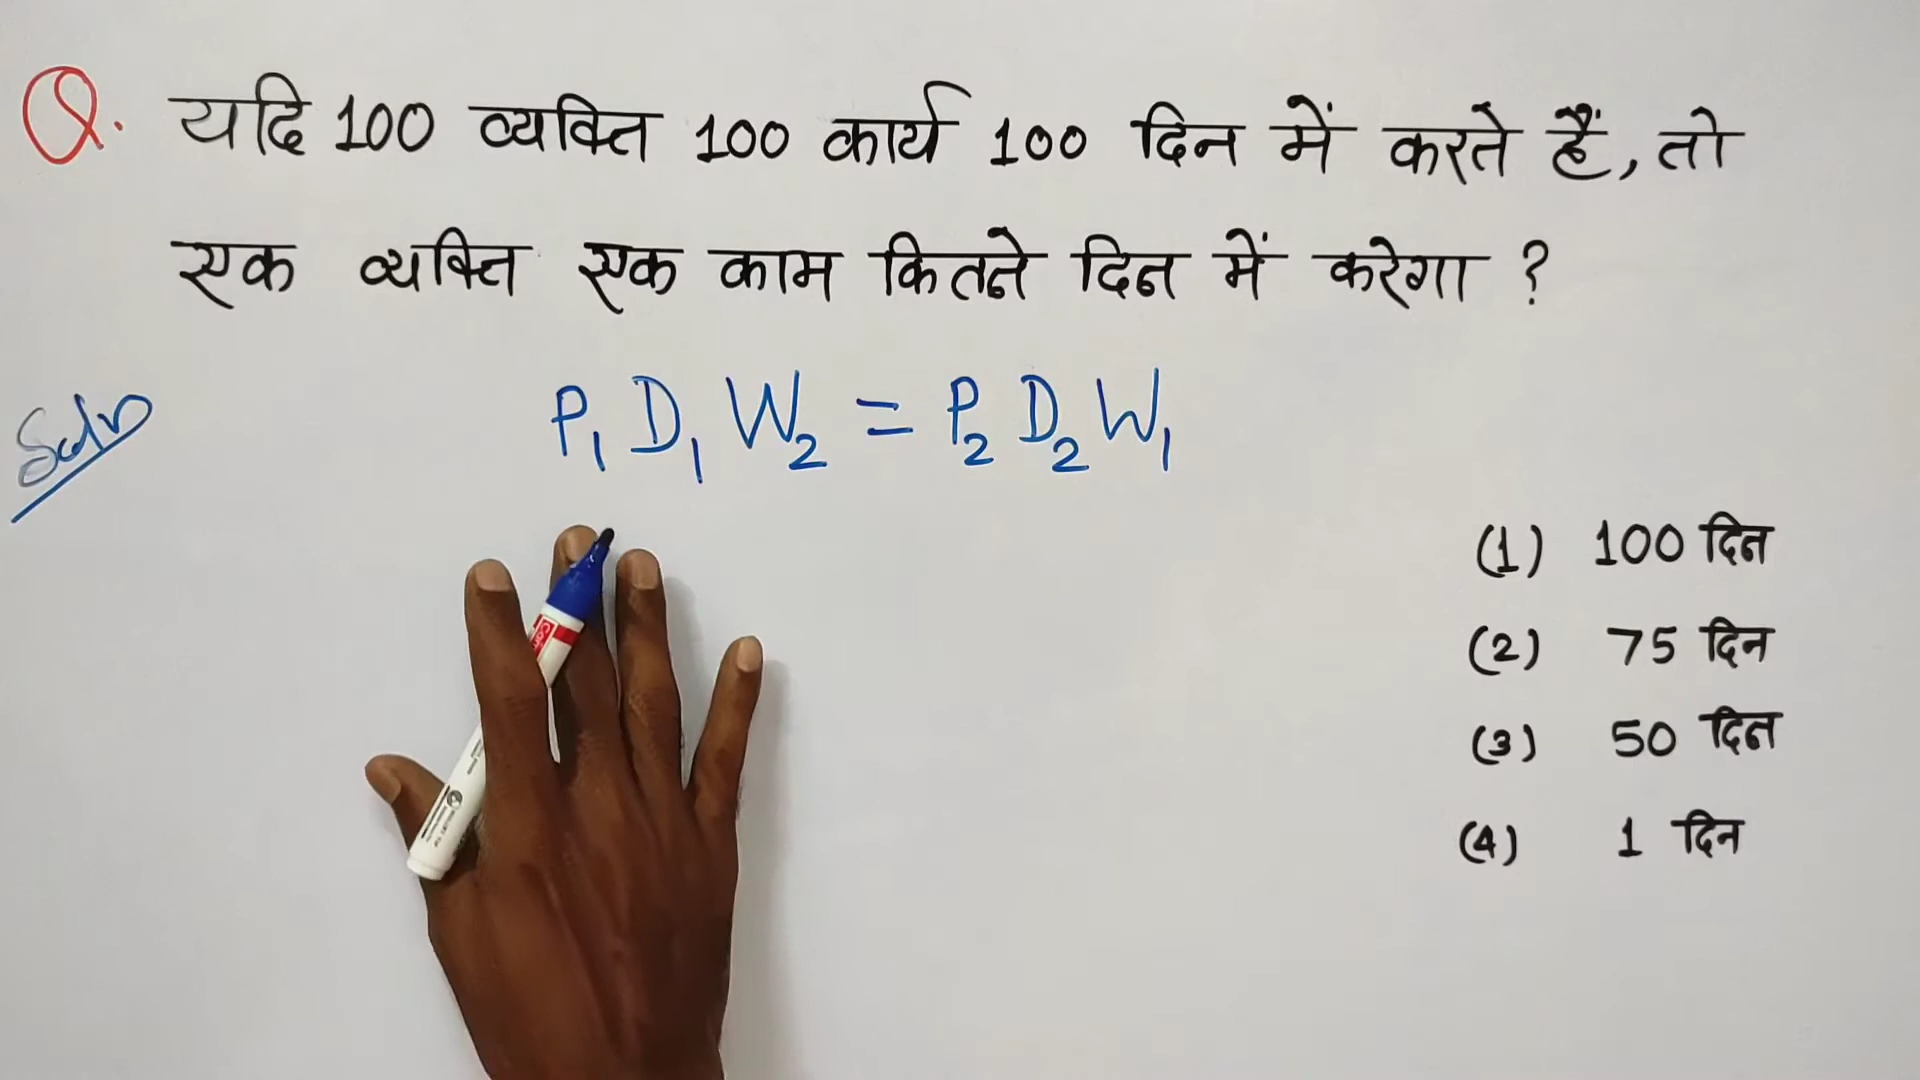 Q. यदि 100 व्यक्ति 100 कार्य 100 दिन में करते हैं, तो
एक व्यक्ति एक काम कितने दिन में करेगा ?
Soln
P₁ D₁ W₂ = P₂ D₂ W₁
(1) 100 दिन
(2) 75 दिन
(3) 50 दिन
(4) 1 दिन